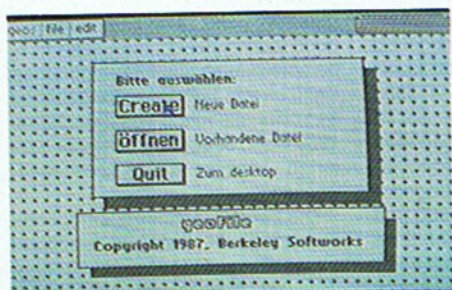 geos | file | edit
Bitte auswählen:
Create Neue Datei
Öffnen Vorhandene Datei
Quit Zum desktop
geoFile
Copyright 1987, Berkeley Softworks